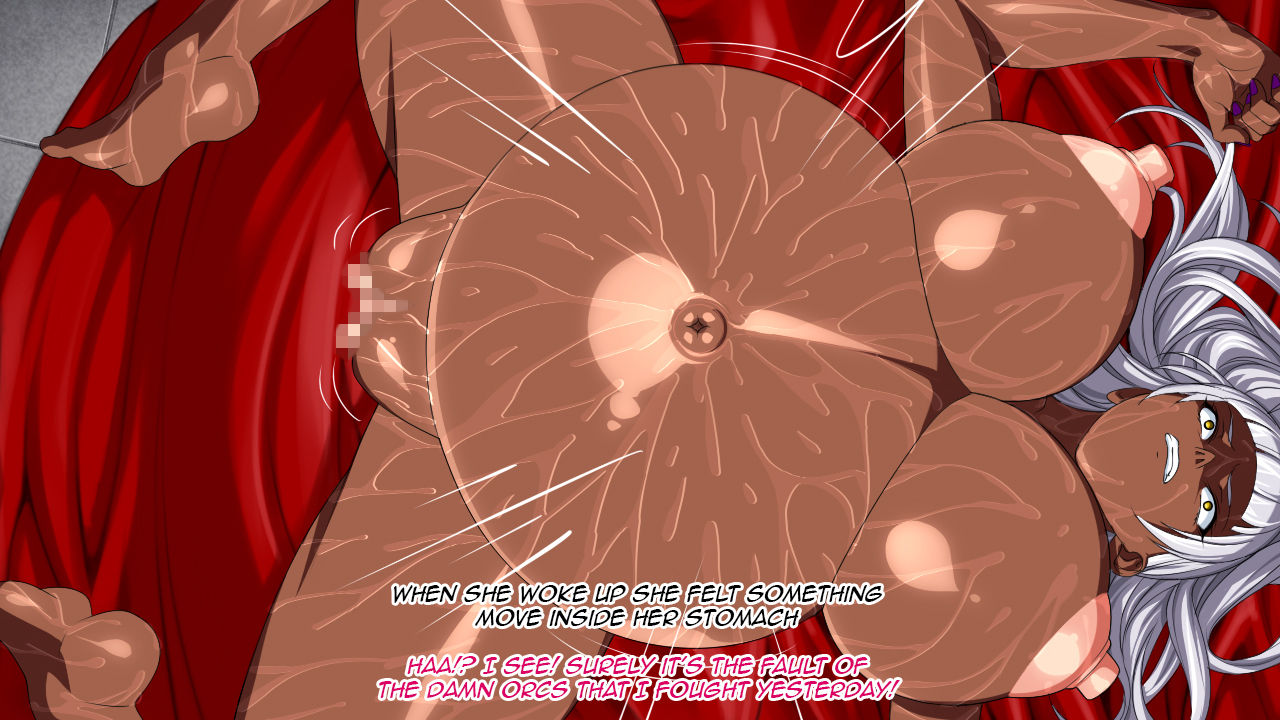 WHEN SHE WOKE UP SHE FELT SOMETHING
MOVE INSIDE HER STOMACH
HAA!? I SEE! SURELY IT'S THE FAULT OF
THE DAMN ORCS THAT I FOUGHT YESTERDAY!